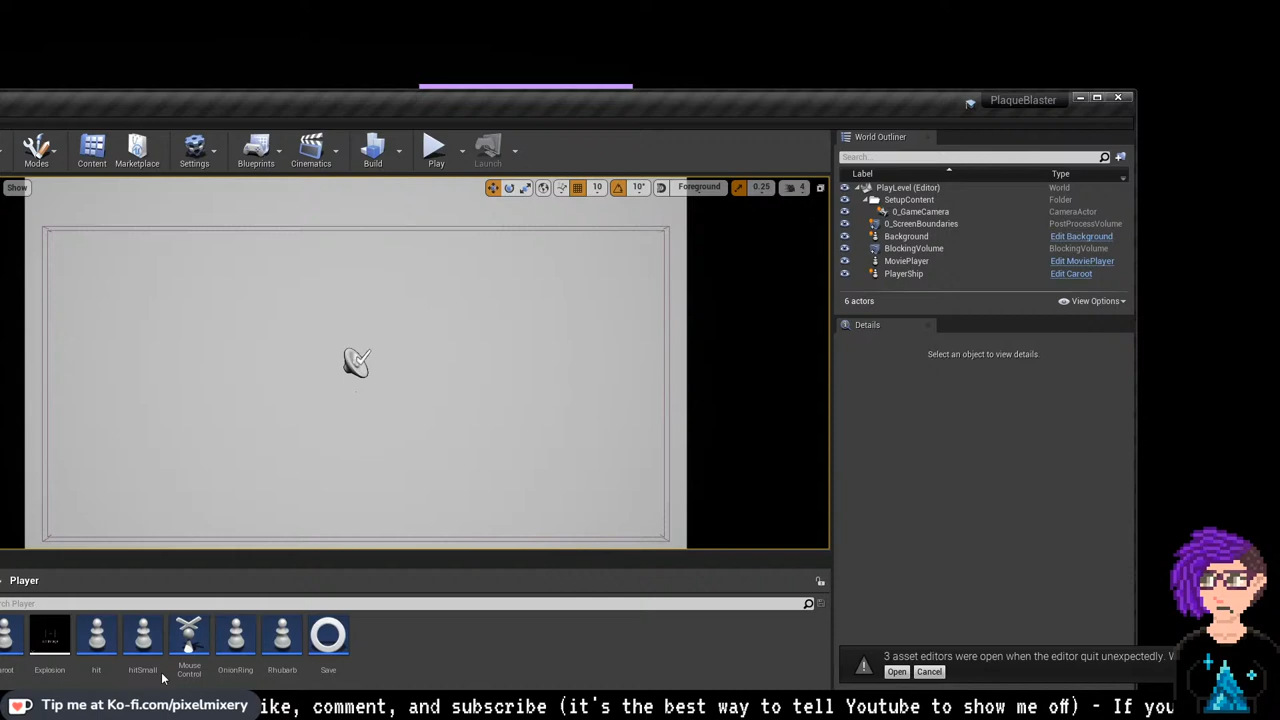 PlaqueBlaster
Modes Content Marketplace Settings Blueprints Cinematics Build Play Launch
World Outliner
Search...
Label Type
Show 10 10° Foreground 0.25 4
PlayLevel (Editor) World
SetupContent Folder
0_GameCamera CameraActor
0_ScreenBoundaries PostProcessVolume
Background Edit Background
BlockingVolume BlockingVolume
MoviePlayer Edit MoviePlayer
PlayerShip Edit Caroot
6 actors View Options
Details
Select an object to view details.
Player
rch Player
aroot Explosion hit hitSmall Mouse Control OnionRing Rhubarb Save
3 asset editors were open when the editor quit unexpectedly. W
Open Cancel
Tip me at Ko-fi.com/pixelmixery
ike, comment, and subscribe (it's the best way to tell Youtube to show me off) - If you